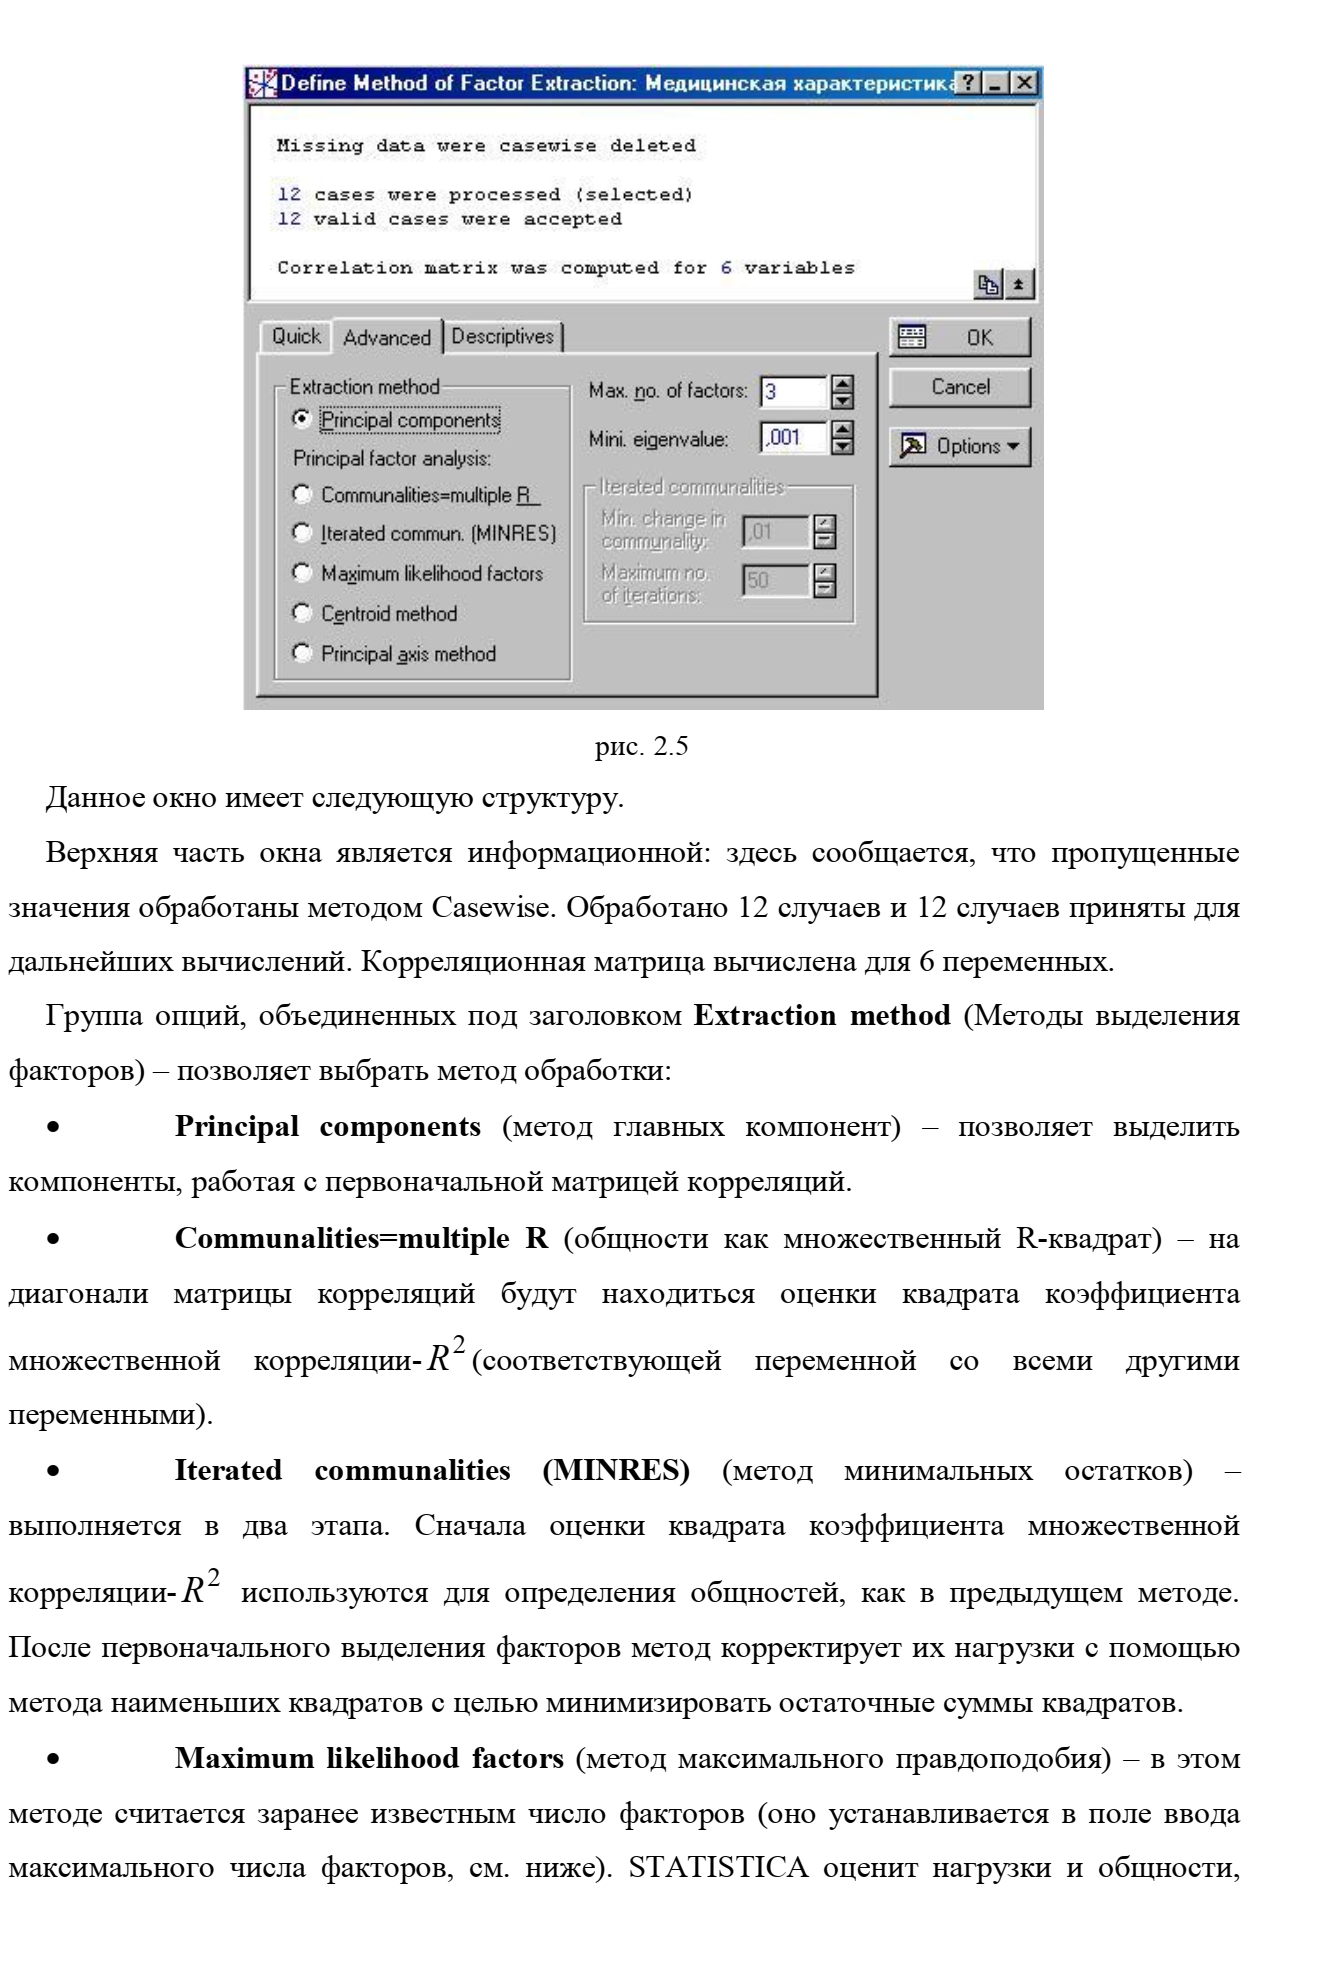 Define Method of Factor Extraction: Медицинская характеристика
Missing data were casewise deleted
12 cases were processed (selected)
12 valid cases were accepted
Correlation matrix was computed for 6 variables
Quick Advanced Descriptives
OK
Cancel
Options
Extraction method
Principal components
Principal factor analysis:
Communalities=multiple R
Iterated commun. (MINRES)
Maximum likelihood factors
Centroid method
Principal axis method
Max. no. of factors: 3
Mini. eigenvalue: ,001
Iterated communalities
Min. change in
communality: ,01
Maximum no.
of iterations: 50
рис. 2.5
Данное окно имеет следующую структуру.
Верхняя часть окна является информационной: здесь сообщается, что пропущенные
значения обработаны методом Casewise. Обработано 12 случаев и 12 случаев приняты для
дальнейших вычислений. Корреляционная матрица вычислена для 6 переменных.
Группа опций, объединенных под заголовком Extraction method (Методы выделения
факторов) – позволяет выбрать метод обработки:
• Principal components (метод главных компонент) – позволяет выделить
компоненты, работая с первоначальной матрицей корреляций.
• Communalities=multiple R (общности как множественный R-квадрат) – на
диагонали матрицы корреляций будут находиться оценки квадрата коэффициента
множественной корреляции-R² (соответствующей переменной со всеми другими
переменными).
• Iterated communalities (MINRES) (метод минимальных остатков) –
выполняется в два этапа. Сначала оценки квадрата коэффициента множественной
корреляции-R² используются для определения общностей, как в предыдущем методе.
После первоначального выделения факторов метод корректирует их нагрузки с помощью
метода наименьших квадратов с целью минимизировать остаточные суммы квадратов.
• Maximum likelihood factors (метод максимального правдоподобия) – в этом
методе считается заранее известным число факторов (оно устанавливается в поле ввода
максимального числа факторов, см. ниже). STATISTICA оценит нагрузки и общности,